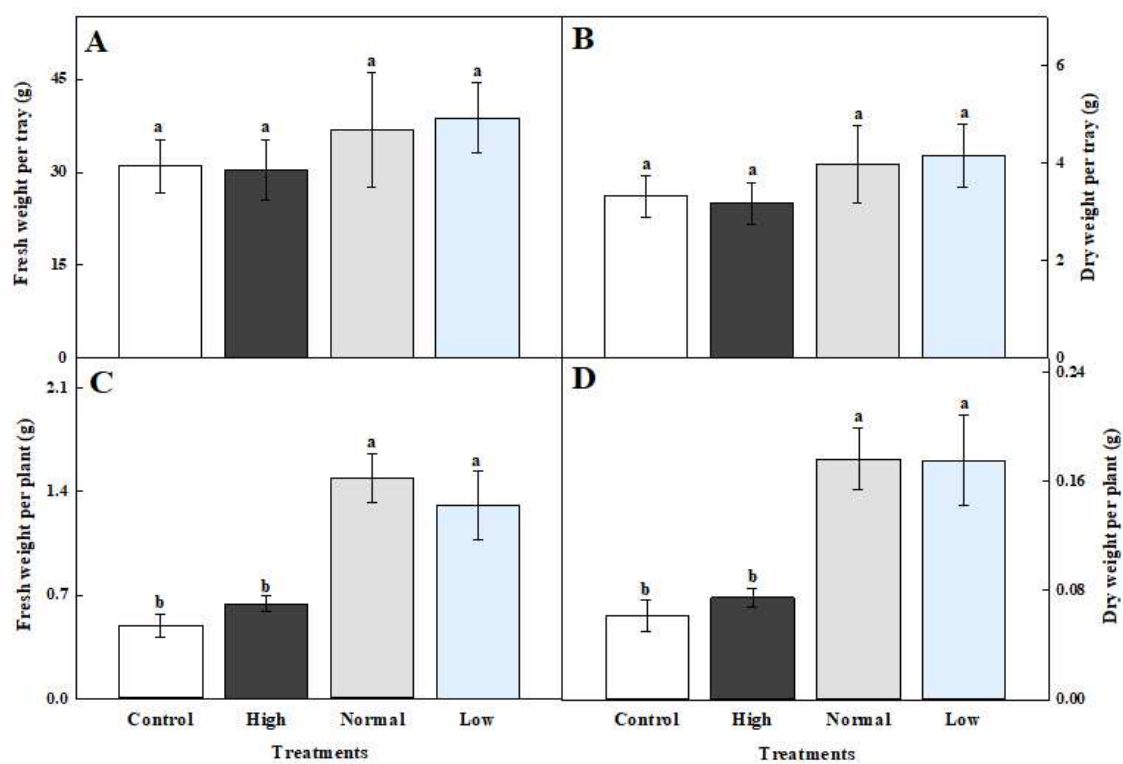 A
Fresh weight per tray (g)
45
30
15
0
a
a
a
a
B
Dry weight per tray (g)
6
4
2
0
a
a
a
a
C
Fresh weight per plant (g)
2.1
1.4
0.7
0.0
b
b
a
a
Control High Normal Low
Treatments
D
Dry weight per plant (g)
0.24
0.16
0.08
0.00
b
b
a
a
Control High Normal Low
Treatments